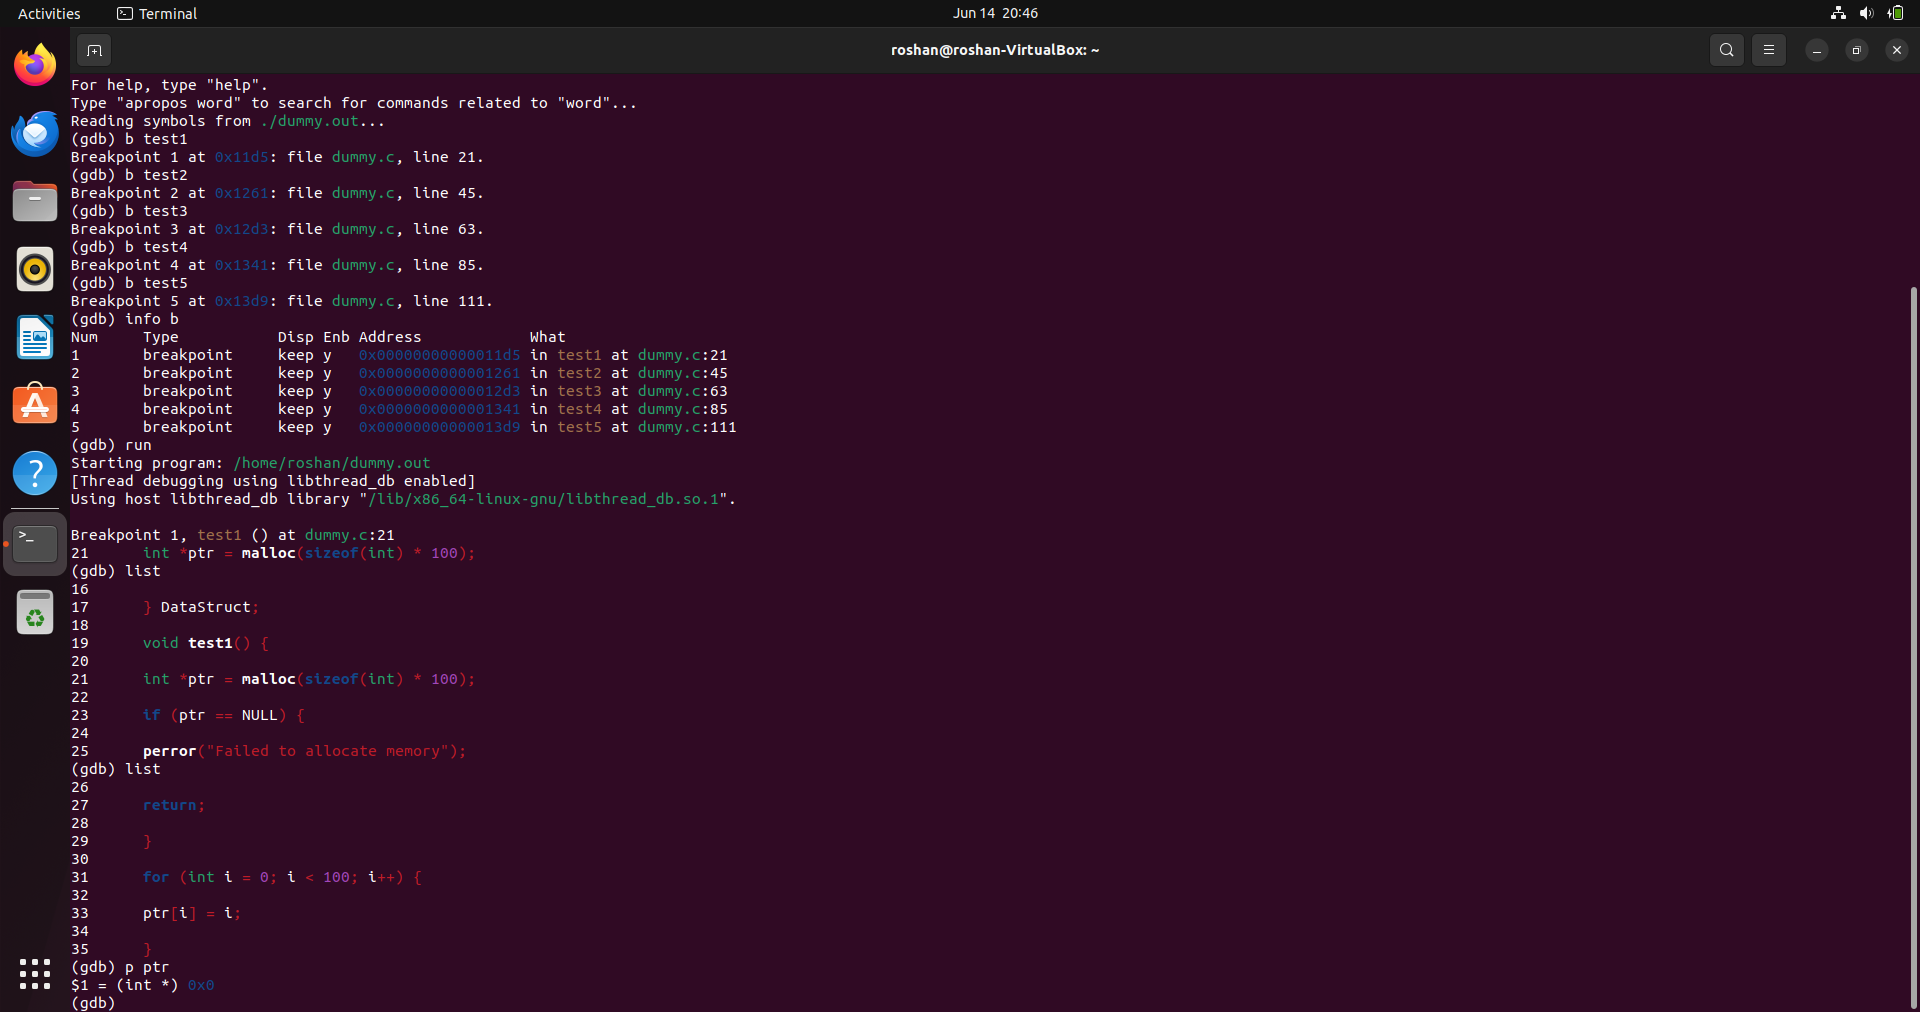 Activities Terminal Jun 14 20:46
roshan@roshan-VirtualBox: ~
For help, type "help".
Type "apropos word" to search for commands related to "word"...
Reading symbols from ./dummy.out...
(gdb) b test1
Breakpoint 1 at 0x11d5: file dummy.c, line 21.
(gdb) b test2
Breakpoint 2 at 0x1261: file dummy.c, line 45.
(gdb) b test3
Breakpoint 3 at 0x12d3: file dummy.c, line 63.
(gdb) b test4
Breakpoint 4 at 0x1341: file dummy.c, line 85.
(gdb) b test5
Breakpoint 5 at 0x13d9: file dummy.c, line 111.
(gdb) info b
Num     Type           Disp Enb Address            What
1       breakpoint     keep y   0x00000000000011d5 in test1 at dummy.c:21
2       breakpoint     keep y   0x0000000000001261 in test2 at dummy.c:45
3       breakpoint     keep y   0x00000000000012d3 in test3 at dummy.c:63
4       breakpoint     keep y   0x0000000000001341 in test4 at dummy.c:85
5       breakpoint     keep y   0x00000000000013d9 in test5 at dummy.c:111
(gdb) run
Starting program: /home/roshan/dummy.out
[Thread debugging using libthread_db enabled]
Using host libthread_db library "/lib/x86_64-linux-gnu/libthread_db.so.1".
Breakpoint 1, test1 () at dummy.c:21
21      int *ptr = malloc(sizeof(int) * 100);
(gdb) list
16
17      } DataStruct;
18
19      void test1() {
20
21      int *ptr = malloc(sizeof(int) * 100);
22
23      if (ptr == NULL) {
24
25      perror("Failed to allocate memory");
(gdb) list
26
27      return;
28
29      }
30
31      for (int i = 0; i < 100; i++) {
32
33      ptr[i] = i;
34
35      }
(gdb) p ptr
$1 = (int *) 0x0
(gdb)